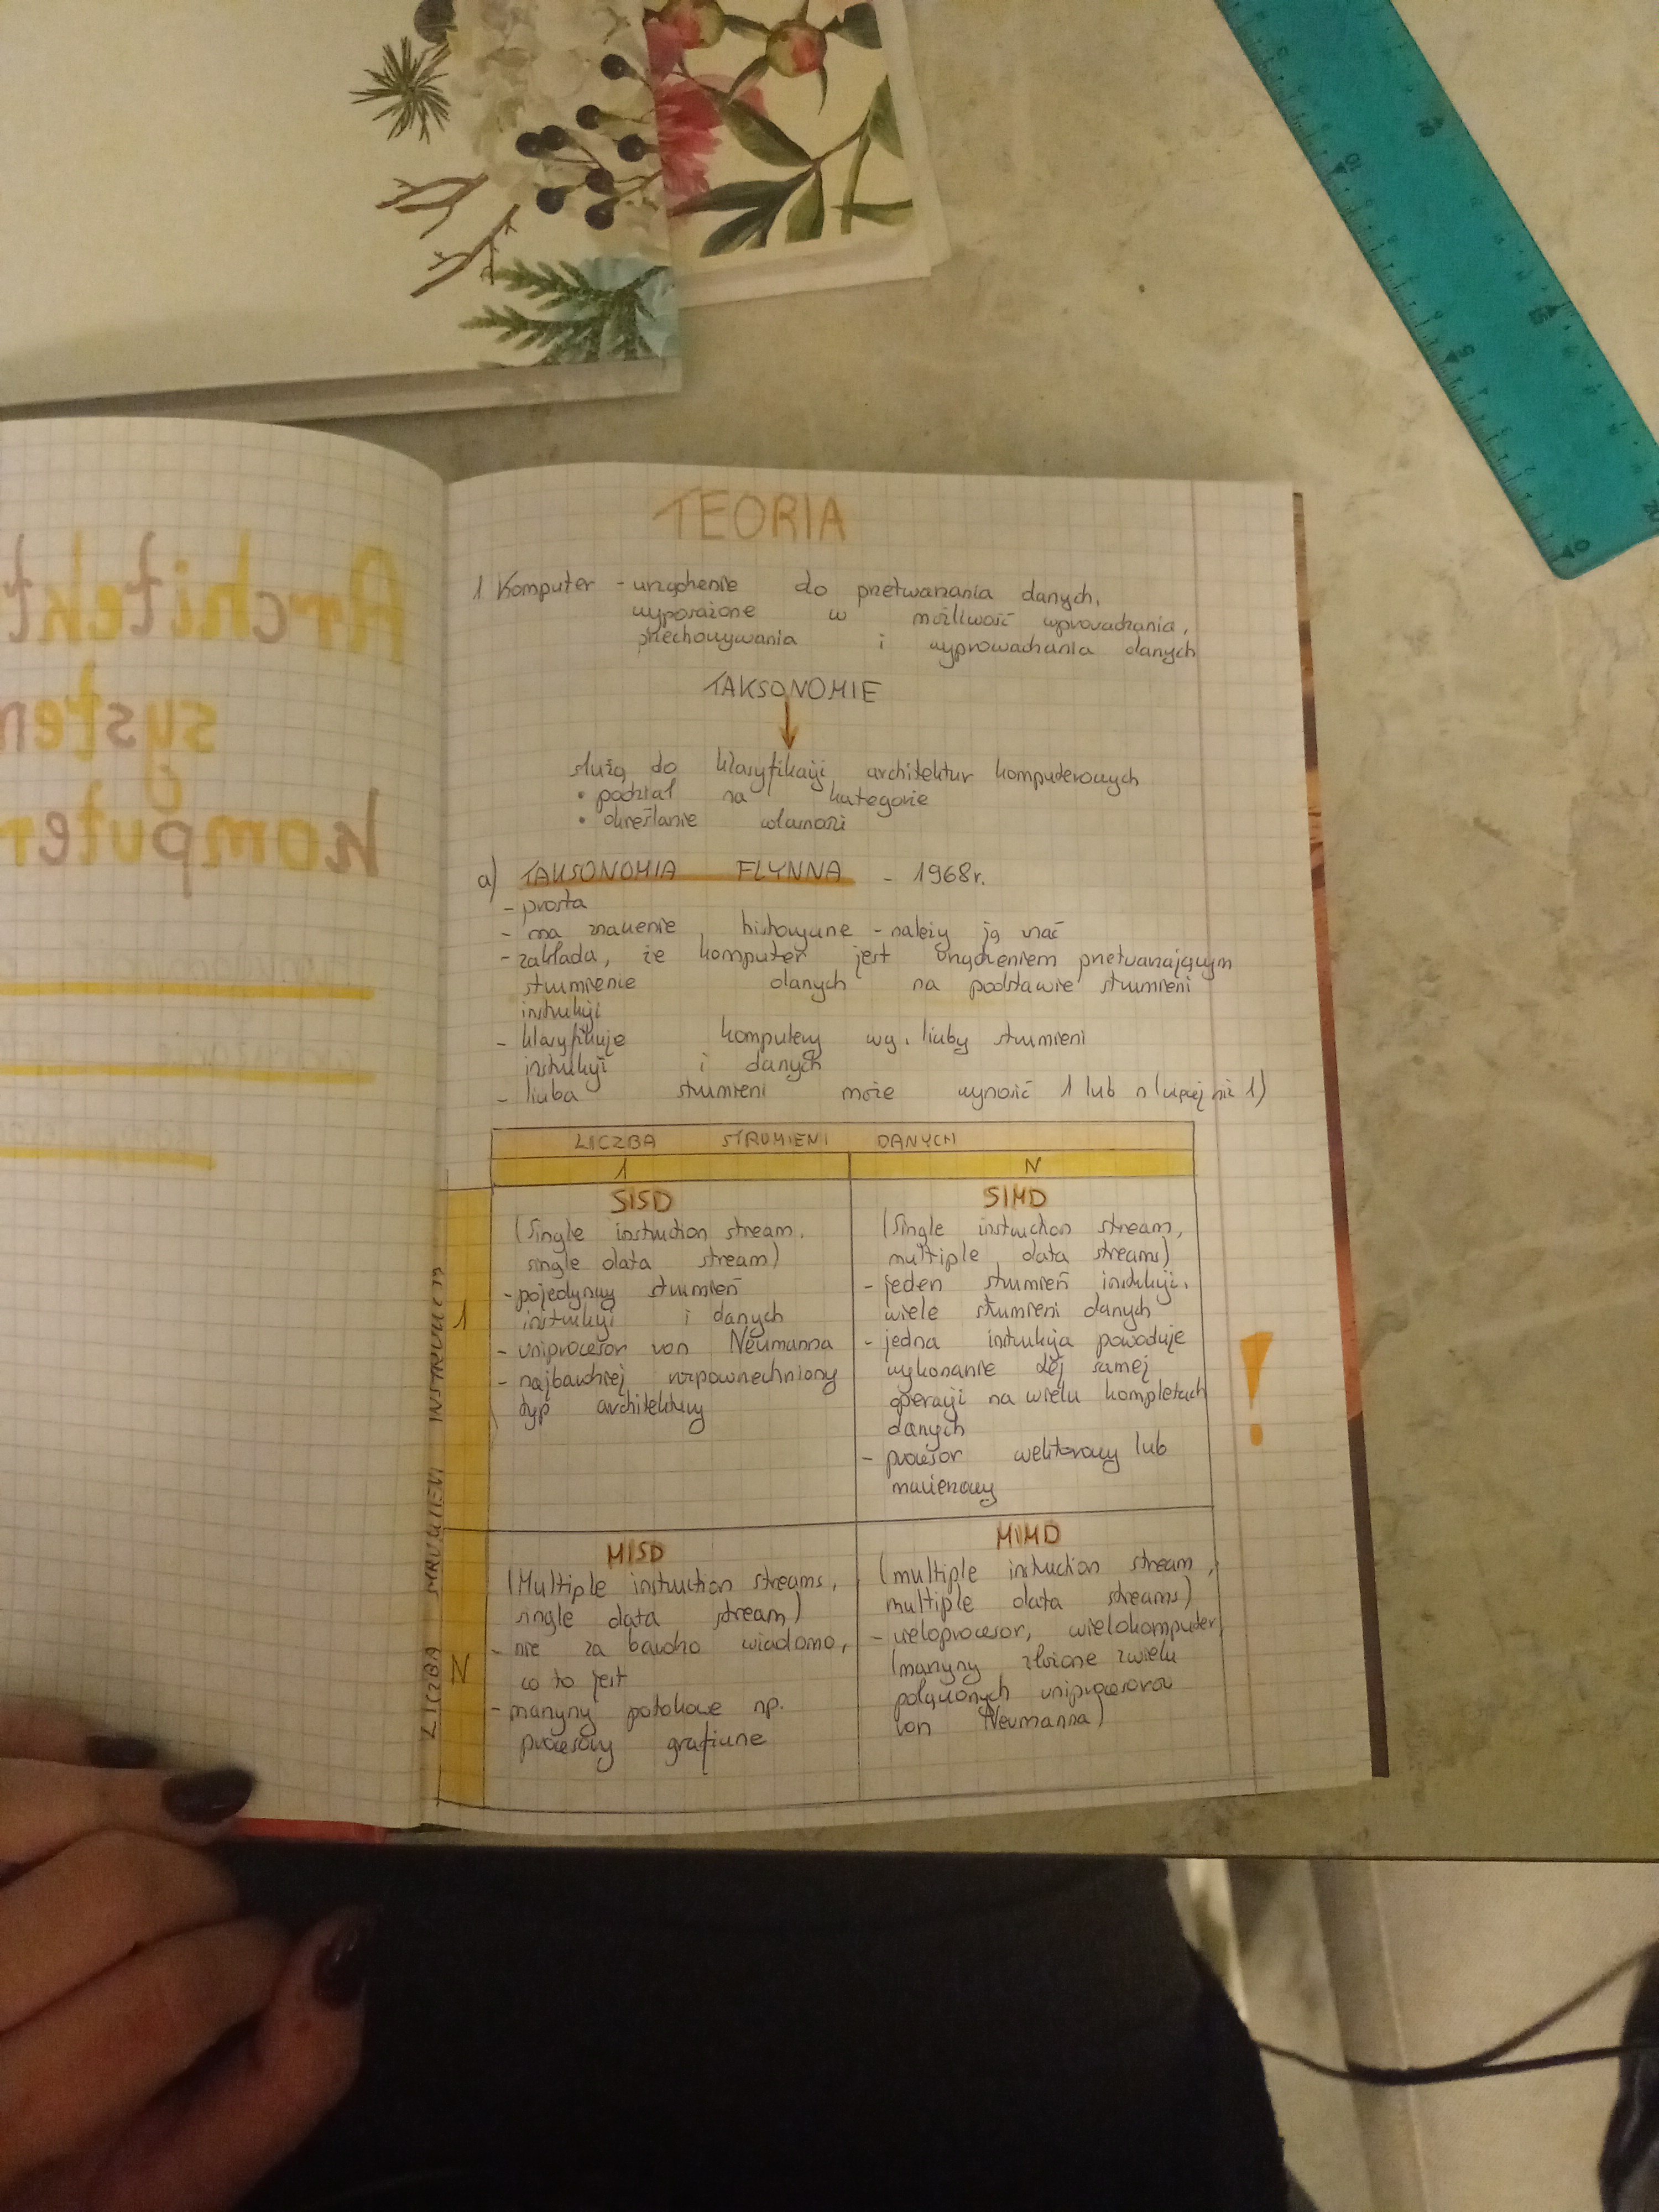 TEORIA
1 Komputer - urządzenie do przetwarzania danych,
wyposażone w możliwość wprowadzania,
przechowywania i wyprowadzania danych
TAKSONOMIE
służą do klasyfikacji architektur komputerowych
• podział na kategorie
• określanie własności
a) TAKSONOMIA FLYNNA - 1968r.
- prosta
- ma znaczenie historyczne - należy ją znać
- zakłada, że komputer jest urządzeniem przetwarzającym
strumienie danych na podstawie strumieni
instrukcji
- klasyfikuje komputery wg. liczby strumieni
instrukcji i danych
- liczba strumieni może wynosić 1 lub n (więcej niż 1)
LICZBA STRUMIENI DANYCH
1 N
LICZBA STRUMIENI INSTRUKCJI
1
SISD
(Single instruction stream,
single data stream)
- pojedynczy strumień
instrukcji i danych
- uniprocesor von Neumanna
- najbardziej rozpowszechniony
typ architektury
SIMD
(Single instruction stream,
multiple data streams)
- jeden strumień instrukcji,
wiele strumieni danych
- jedna instrukcja powoduje
wykonanie tej samej
operacji na wielu kompletach
danych
- procesor wektorowy lub
macierzowy
!
N
MISD
(Multiple instruction streams,
single data stream)
- nie za bardzo wiadomo,
co to jest
- maszyny potokowe np.
procesory graficzne
MIMD
(multiple instruction stream,
multiple data streams)
- wieloprocesor, wielokomputer
(maszyny złożone z wielu
połączonych uniprocesorów
von Neumanna)
Architekt
system
komputer